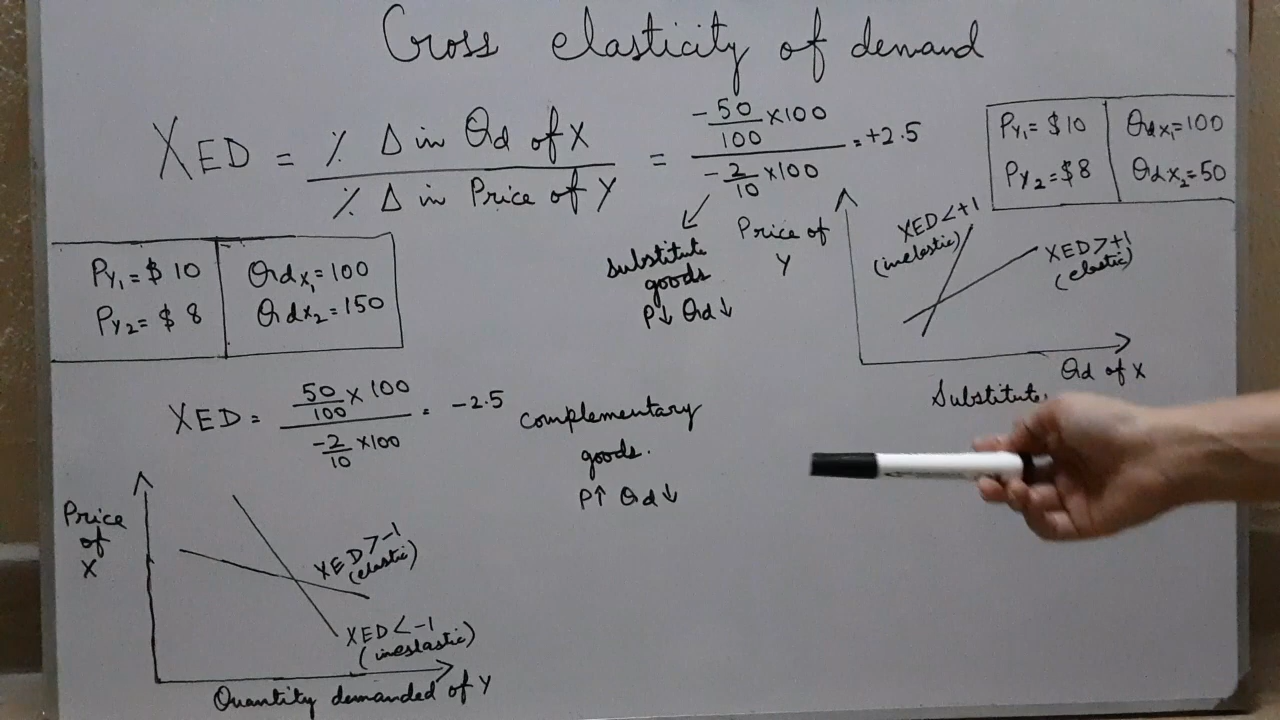 Cross elasticity of demand
XED = % Δ in Qd of X / % Δ in Price of Y = -50/100 x100 / -2/10 x100 = +2.5
Py₁= $10 | Qdx₁=100
Py₂=$8 | Qdx₂=50
Substitute
goods
P↓ Qd↓
Price of
Y
XED<+1
(inelastic)
XED>+1
(elastic)
Qd of X
Substitute.
Py₁= $ 10 | Qdx₁=100
Py₂= $ 8 | Qdx₂=150
XED = 50/100 x 100 / -2/10 x100 = -2.5
Complementary
goods.
P↑ Qd↓
Price
of
X
XED>-1
(elastic)
XED<-1
(ineslastic)
Quantity demanded of Y